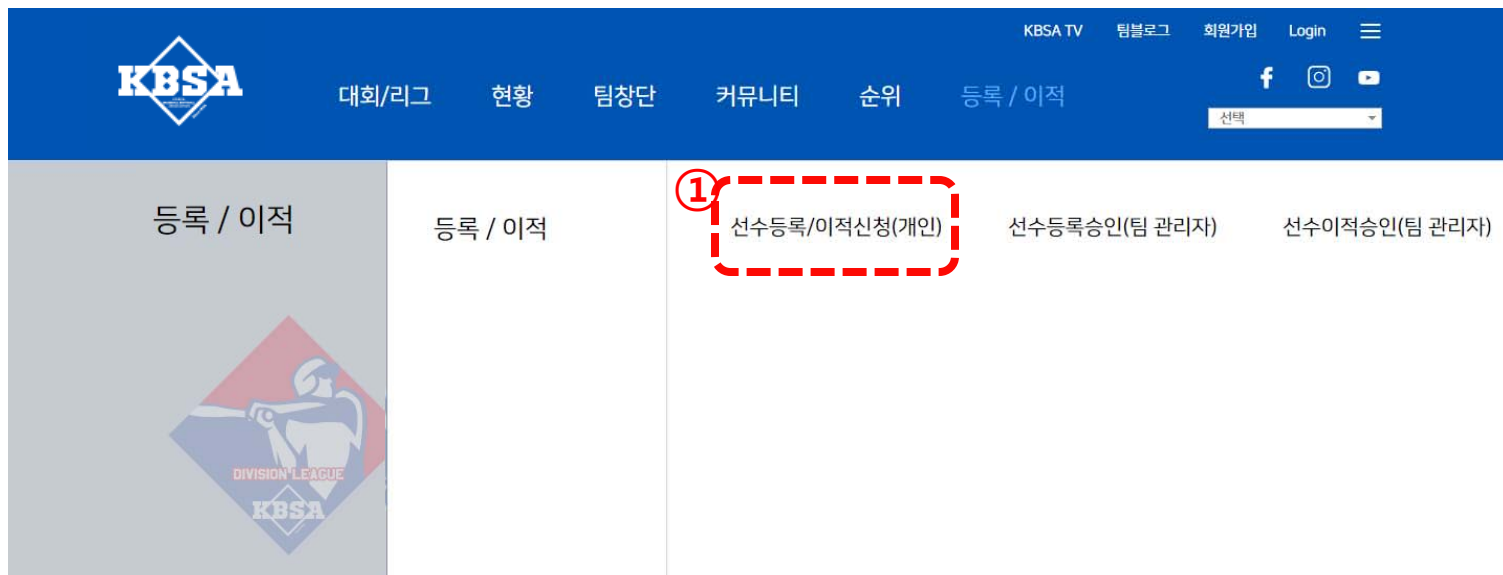 KBSA TV 팀블로그 회원가입 Login
KBSA
대회/리그 현황 팀창단 커뮤니티 순위 등록 / 이적
선택
①
등록 / 이적
등록 / 이적
선수등록/이적신청(개인) 선수등록승인(팀 관리자) 선수이적승인(팀 관리자)
DIVISION LEAGUE
KBSA